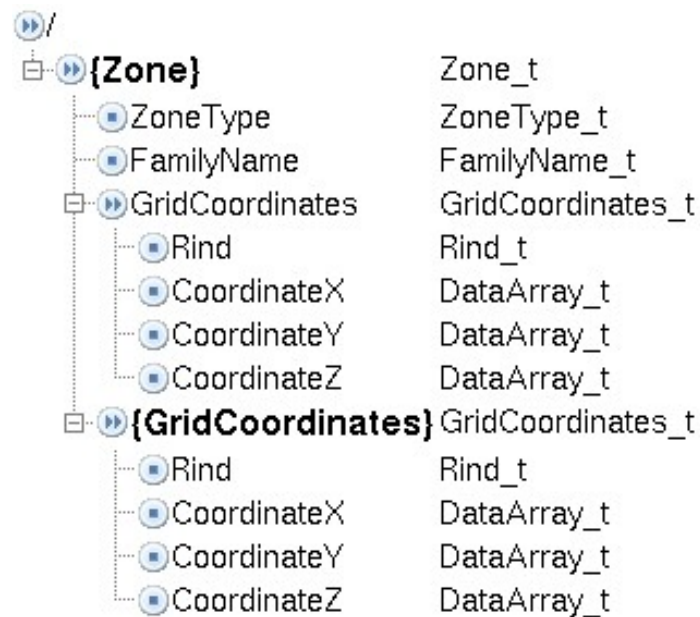 /
{Zone} Zone_t
ZoneType ZoneType_t
FamilyName FamilyName_t
GridCoordinates GridCoordinates_t
Rind Rind_t
CoordinateX DataArray_t
CoordinateY DataArray_t
CoordinateZ DataArray_t
{GridCoordinates} GridCoordinates_t
Rind Rind_t
CoordinateX DataArray_t
CoordinateY DataArray_t
CoordinateZ DataArray_t